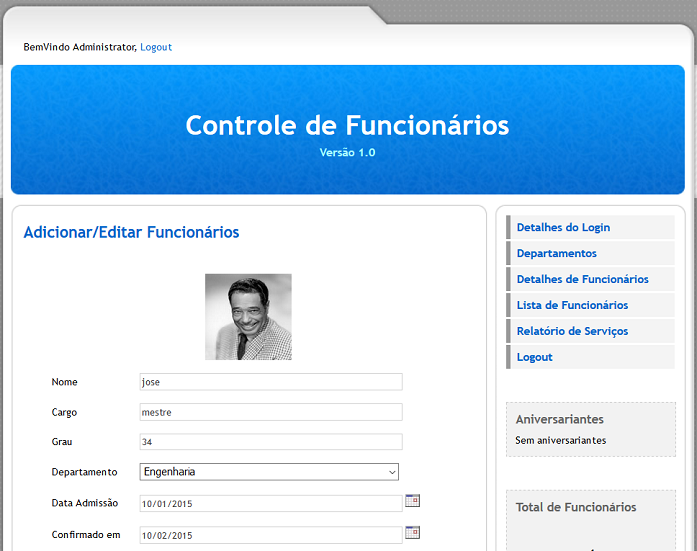 BemVindo Administrator, Logout
Controle de Funcionários
Versão 1.0
Adicionar/Editar Funcionários
Nome jose
Cargo mestre
Grau 34
Departamento Engenharia
Data Admissão 10/01/2015
Confirmado em 10/02/2015
Detalhes do Login
Departamentos
Detalhes de Funcionários
Lista de Funcionários
Relatório de Serviços
Logout
Aniversariantes
Sem aniversariantes
Total de Funcionários